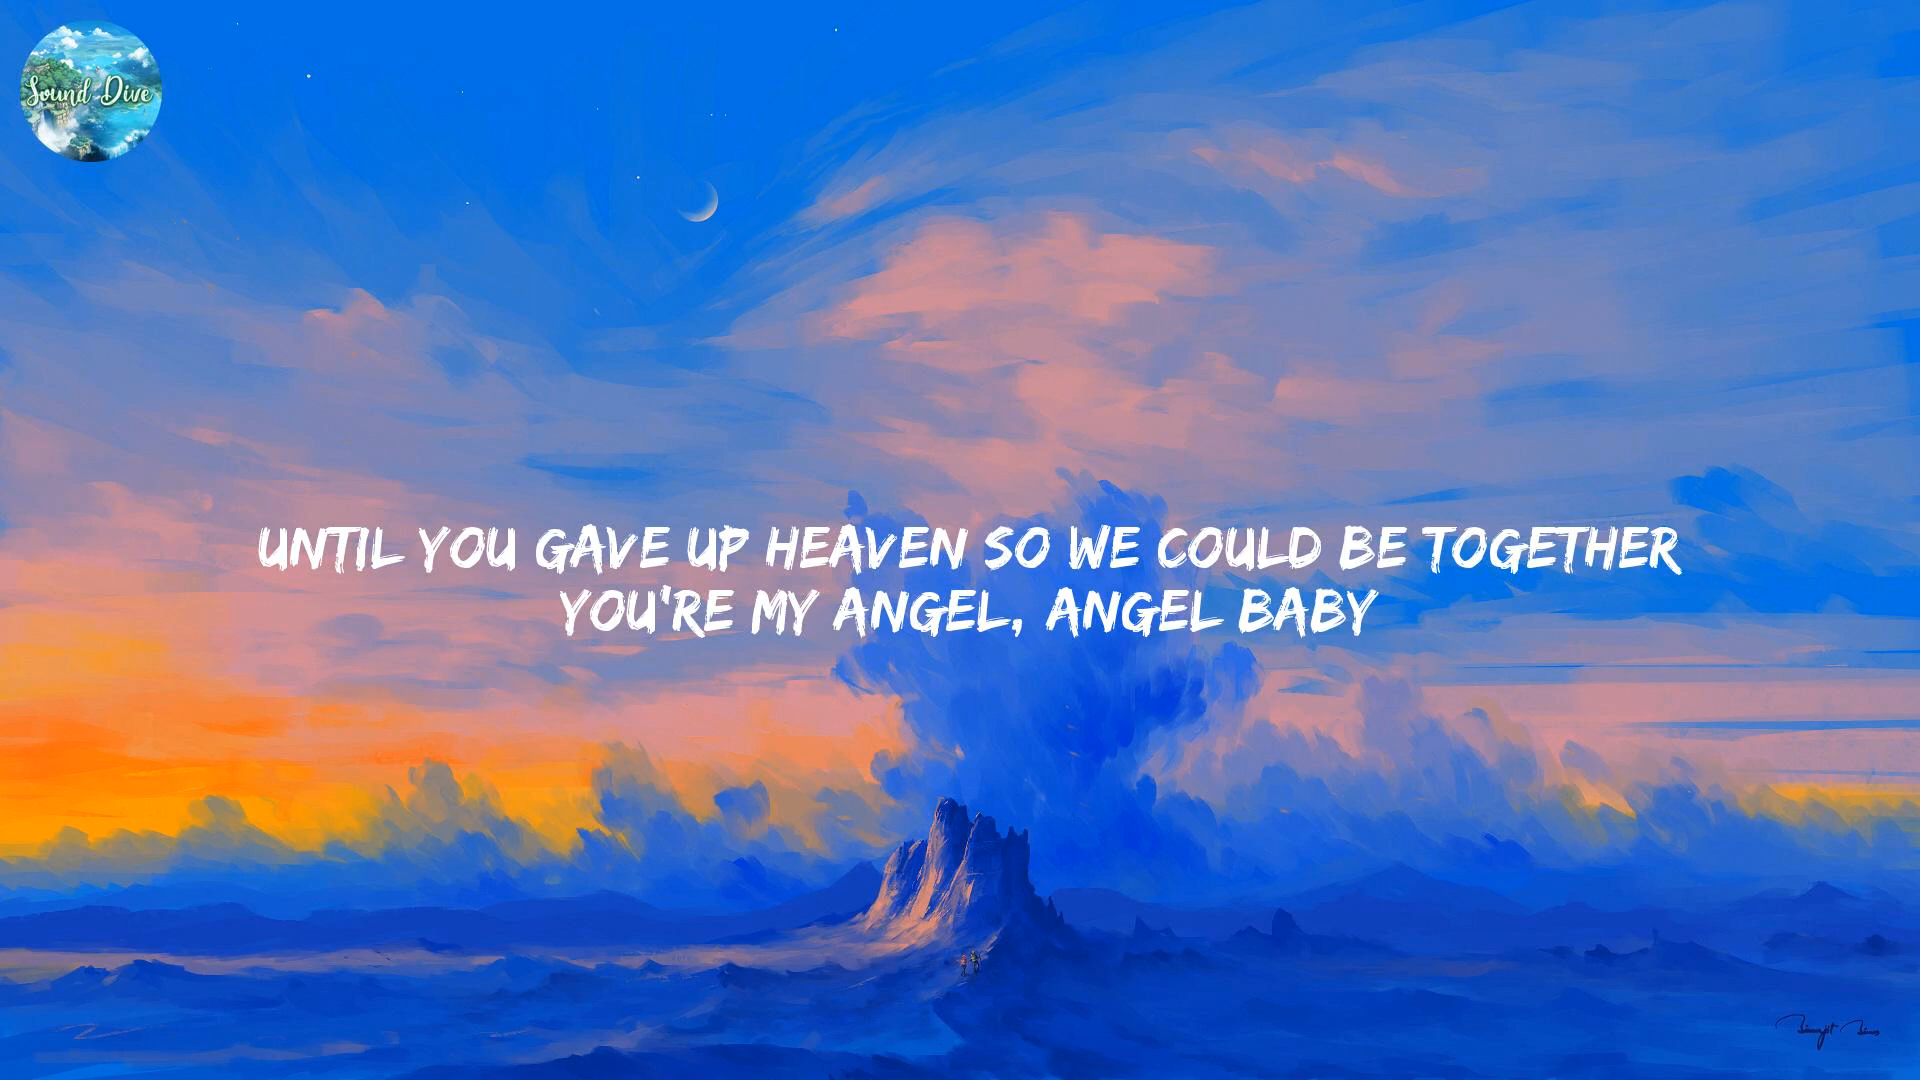 Sound Dive
UNTIL YOU GAVE UP HEAVEN SO WE COULD BE TOGETHER
YOU'RE MY ANGEL, ANGEL BABY